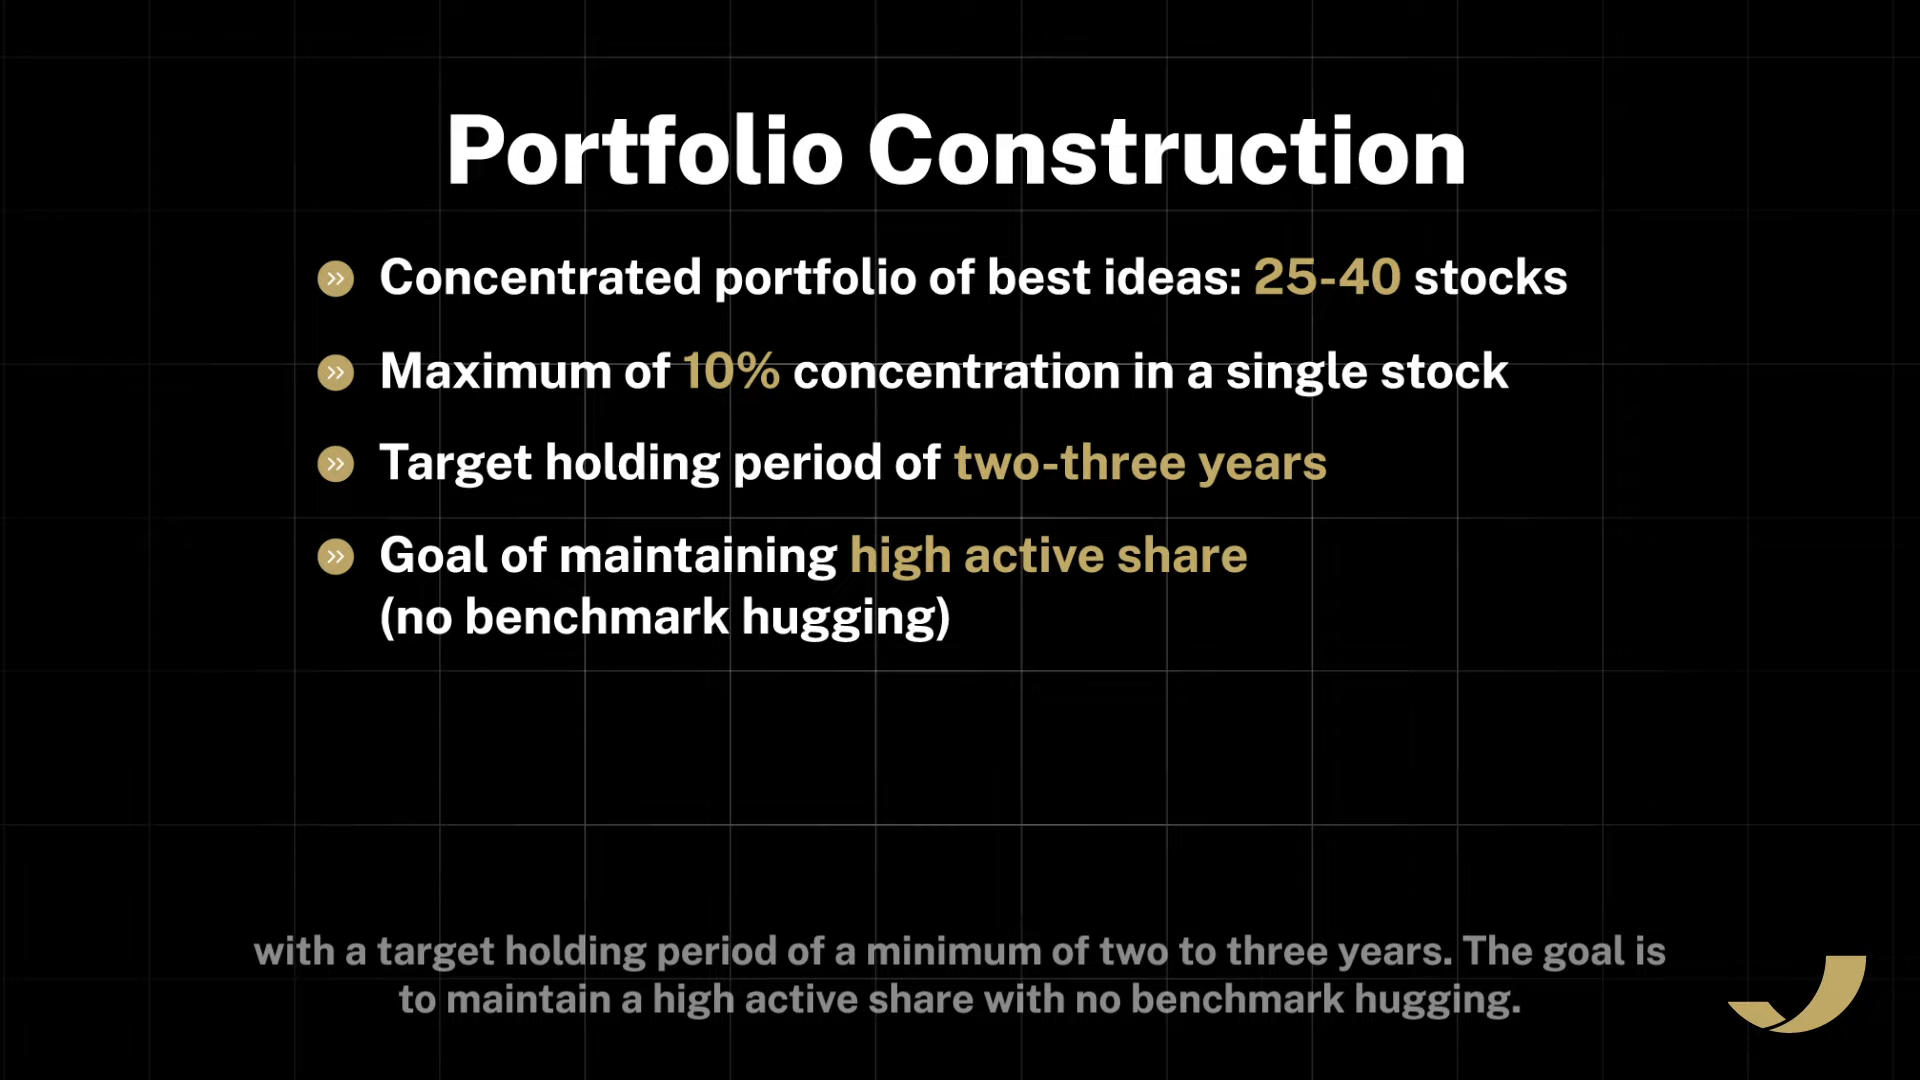 Portfolio Construction
Concentrated portfolio of best ideas: 25-40 stocks
Maximum of 10% concentration in a single stock
Target holding period of two-three years
Goal of maintaining high active share
(no benchmark hugging)
with a target holding period of a minimum of two to three years. The goal is
to maintain a high active share with no benchmark hugging.